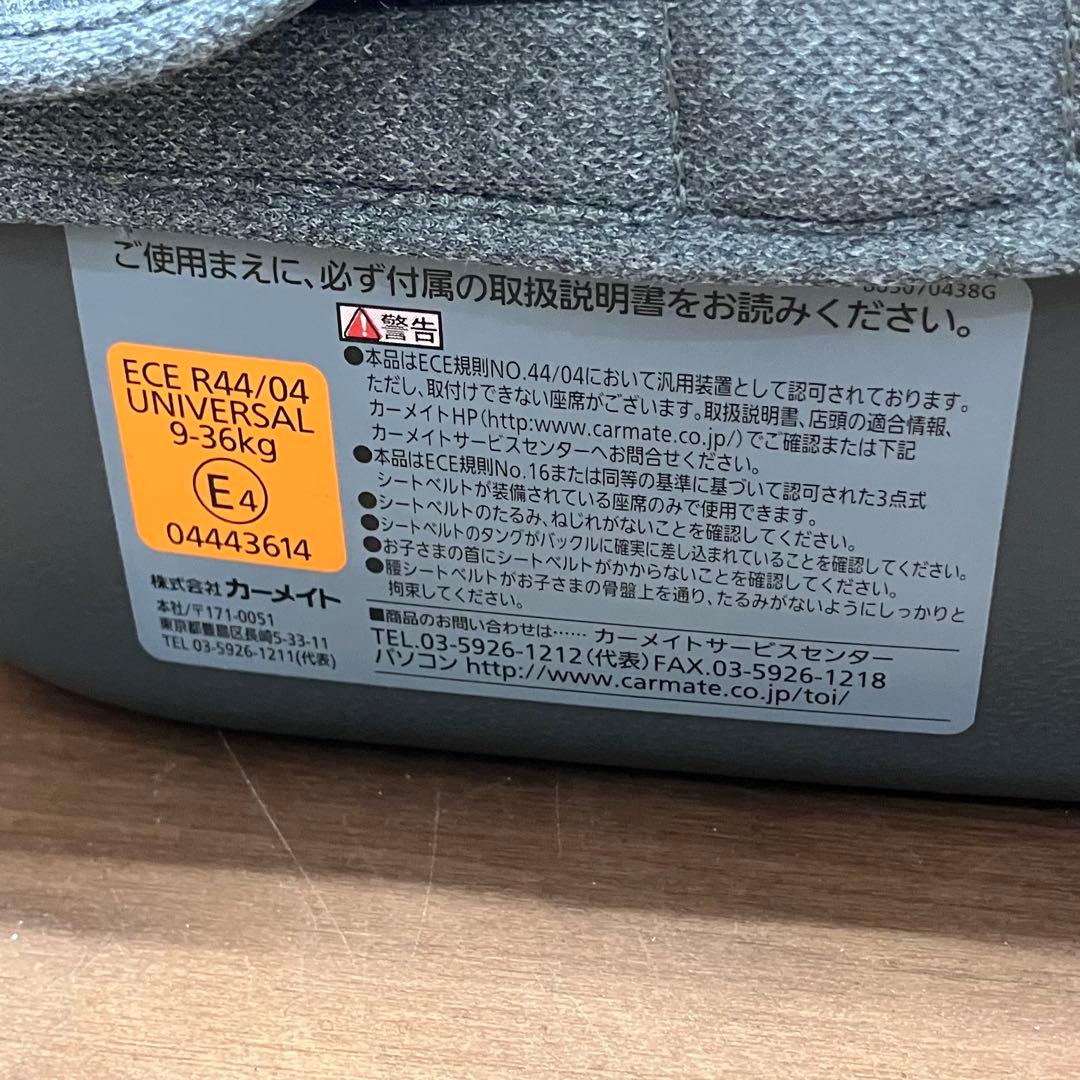 ご使用まえに、必ず付属の取扱説明書をお読みください。
警告
ECE R44/04
UNIVERSAL
9-36kg
E4
04443614
●本品はECE規則NO.44/04において汎用装置として認可されております。
ただし、取付けできない座席がございます。取扱説明書、店頭の適合情報、
カーメイトHP(http:www.carmate.co.jp/)でご確認または下記
カーメイトサービスセンターへお問合せください。
●本品はECE規則No.16または同等の基準に基づいて認可された3点式
シートベルトが装備されている座席のみで使用できます。
●シートベルトのたるみ、ねじれがないことを確認してください。
●シートベルトのタングがバックルに確実に差し込まれていることを確認してください。
●お子さまの首にシートベルトがかからないことを確認してください。
●腰シートベルトがお子さまの骨盤上を通り、たるみがないようにしっかりと
拘束してください。
株式会社 カーメイト
本社/〒171-0051
東京都豊島区長崎5-33-11
TEL.03-5926-1211(代表)
■商品のお問い合わせは…… カーメイトサービスセンター
TEL.03-5926-1212(代表)FAX.03-5926-1218
パソコン http://www.carmate.co.jp/toi/